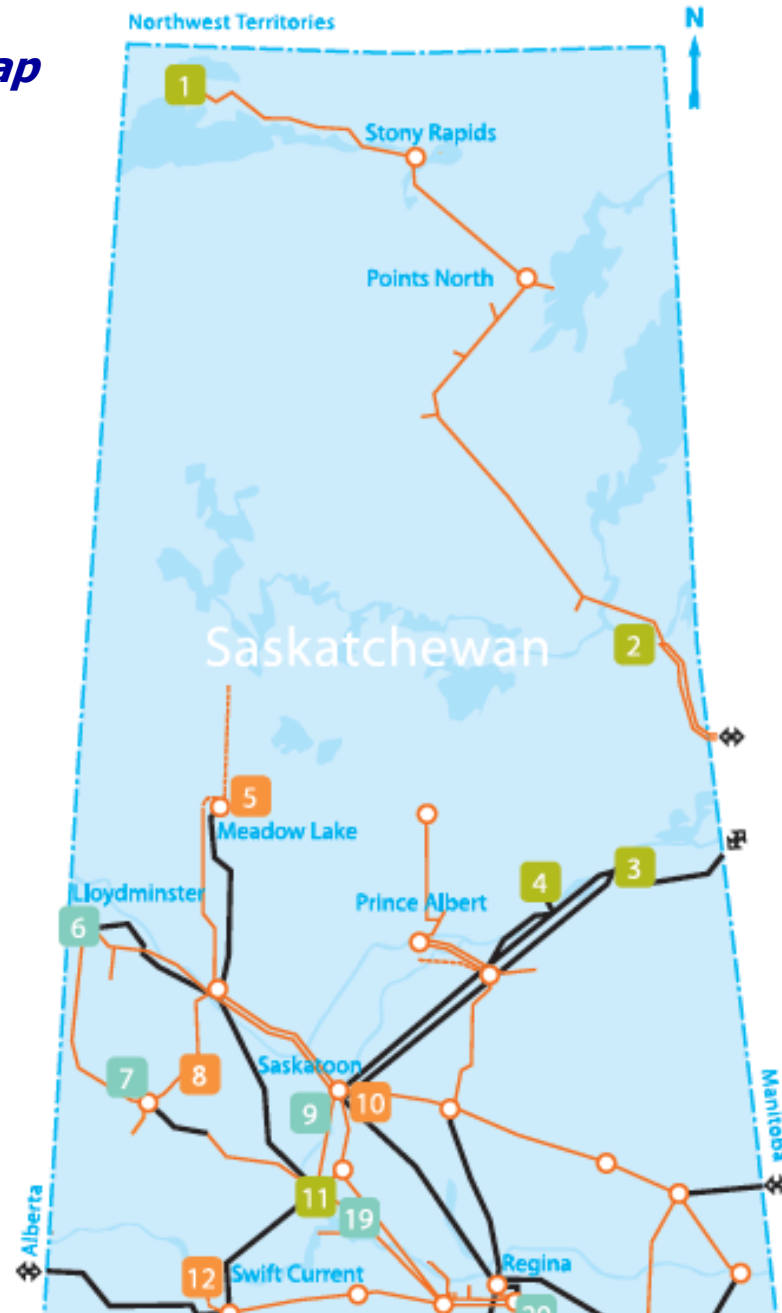 Northwest Territories
N
ap
1
Stony Rapids
Points North
Saskatchewan
2
5
Meadow Lake
3
4
Lloydminster
Prince Albert
6
Saskatoon
7
8
9
10
Manitoba
11
19
Alberta
Regina
12
Swift Current
20